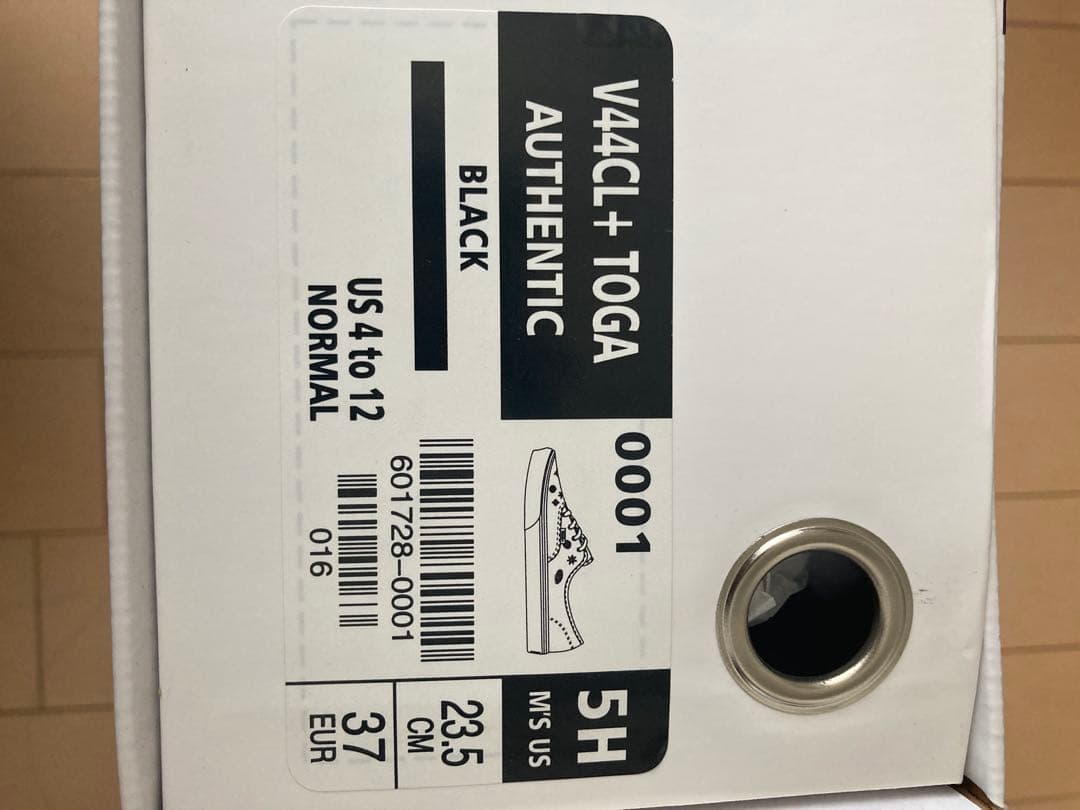 V44CL+ TOGA
AUTHENTIC
0001
5H
M'S US
BLACK
23.5
CM
601728-0001
US 4 to 12
NORMAL
016
37
EUR